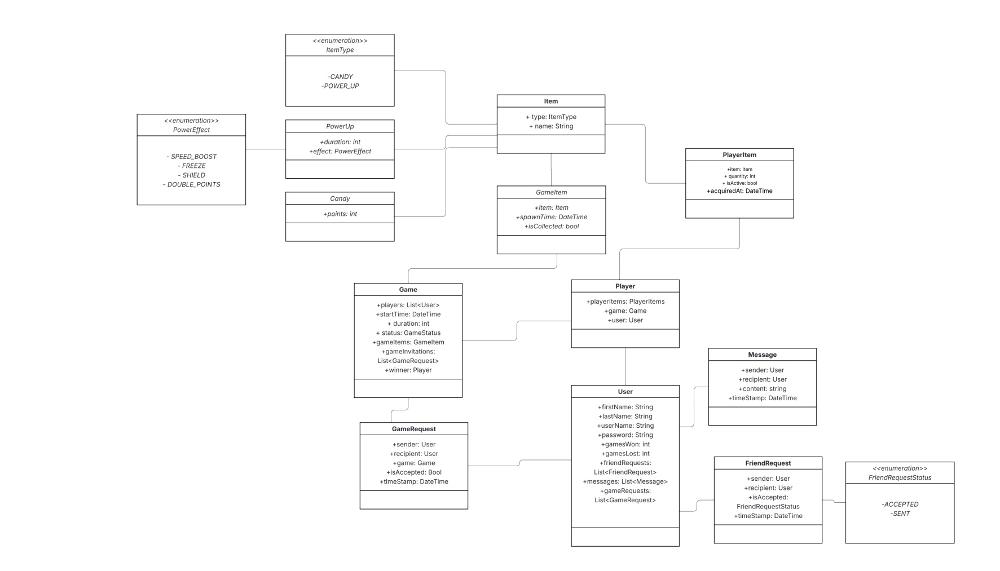 <<enumeration>>
ItemType
-CANDY
-POWER_UP
<<enumeration>>
PowerEffect
- SPEED_BOOST
- FREEZE
- SHIELD
- DOUBLE_POINTS
PowerUp
+duration: int
+effect: PowerEffect
Candy
+points: int
Item
+ type: ItemType
+ name: String
PlayerItem
+item: Item
+ quantity: int
+ isActive: bool
+acquiredAt: DateTime
GameItem
+item: Item
+spawnTime: DateTime
+isCollected: bool
Game
+players: List<User>
+startTime: DateTime
+ duration: int
+ status: GameStatus
+gameItems: GameItem
+gameInvitations:
List<GameRequest>
+winner: Player
Player
+playerItems: PlayerItems
+game: Game
+user: User
Message
+sender: User
+recipient: User
+content: string
+timeStamp: DateTime
User
+firstName: String
+lastName: String
+userName: String
+password: String
+gamesWon: int
+gamesLost: int
+friendRequests:
List<FriendRequest>
+messages: List<Message>
+gameRequests:
List<GameRequest>
GameRequest
+sender: User
+recipient: User
+game: Game
+isAccepted: Bool
+timeStamp: DateTime
FriendRequest
+sender: User
+recipient: User
+isAccepted:
FriendRequestStatus
+timeStamp: DateTime
<<enumeration>>
FriendRequestStatus
-ACCEPTED
-SENT